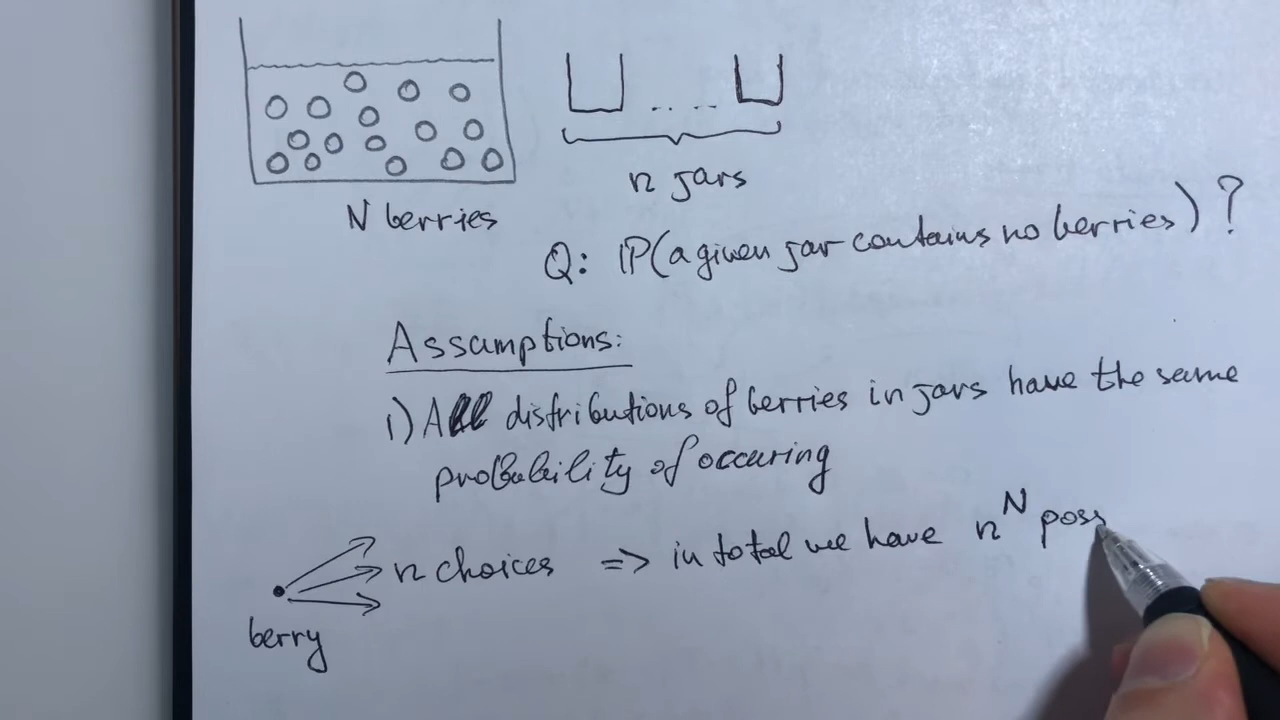 N berries
n jars
Q: IP(a given jar contains no berries)?
Assumptions:
1) All distributions of berries in jars have the same
probability of occuring
n choices => in total we have n^N poss
berry